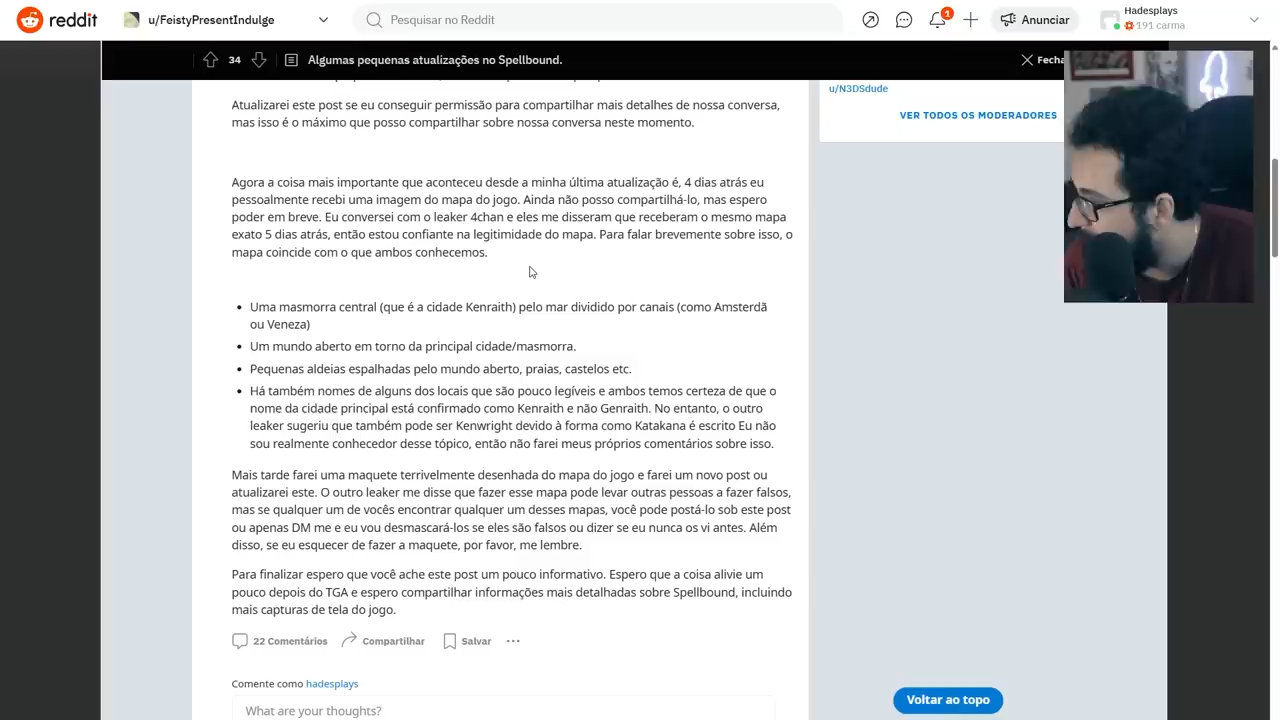 reddit
u/FeistyPresentIndulge
Pesquisar no Reddit
1
Anunciar
Hadesplays
191 carma
34
Algumas pequenas atualizações no Spellbound.
Fecha
u/N3DSdude
VER TODOS OS MODERADORES
Atualizarei este post se eu conseguir permissão para compartilhar mais detalhes de nossa conversa,
mas isso é o máximo que posso compartilhar sobre nossa conversa neste momento.
Agora a coisa mais importante que aconteceu desde a minha última atualização é, 4 dias atrás eu
pessoalmente recebi uma imagem do mapa do jogo. Ainda não posso compartilhá-lo, mas espero
poder em breve. Eu conversei com o leaker 4chan e eles me disseram que receberam o mesmo mapa
exato 5 dias atrás, então estou confiante na legitimidade do mapa. Para falar brevemente sobre isso, o
mapa coincide com o que ambos conhecemos.
• Uma masmorra central (que é a cidade Kenraith) pelo mar dividido por canais (como Amsterdã
ou Veneza)
• Um mundo aberto em torno da principal cidade/masmorra.
• Pequenas aldeias espalhadas pelo mundo aberto, praias, castelos etc.
• Há também nomes de alguns dos locais que são pouco legíveis e ambos temos certeza de que o
nome da cidade principal está confirmado como Kenraith e não Genraith. No entanto, o outro
leaker sugeriu que também pode ser Kenwright devido à forma como Katakana é escrito Eu não
sou realmente conhecedor desse tópico, então não farei meus próprios comentários sobre isso.
Mais tarde farei uma maquete terrivelmente desenhada do mapa do jogo e farei um novo post ou
atualizarei este. O outro leaker me disse que fazer esse mapa pode levar outras pessoas a fazer falsos,
mas se qualquer um de vocês encontrar qualquer um desses mapas, você pode postá-lo sob este post
ou apenas DM me e eu vou desmascará-los se eles são falsos ou dizer se eu nunca os vi antes. Além
disso, se eu esquecer de fazer a maquete, por favor, me lembre.
Para finalizar espero que você ache este post um pouco informativo. Espero que a coisa alivie um
pouco depois do TGA e espero compartilhar informações mais detalhadas sobre Spellbound, incluindo
mais capturas de tela do jogo.
22 Comentários
Compartilhar
Salvar
Comente como hadesplays
What are your thoughts?
Voltar ao topo